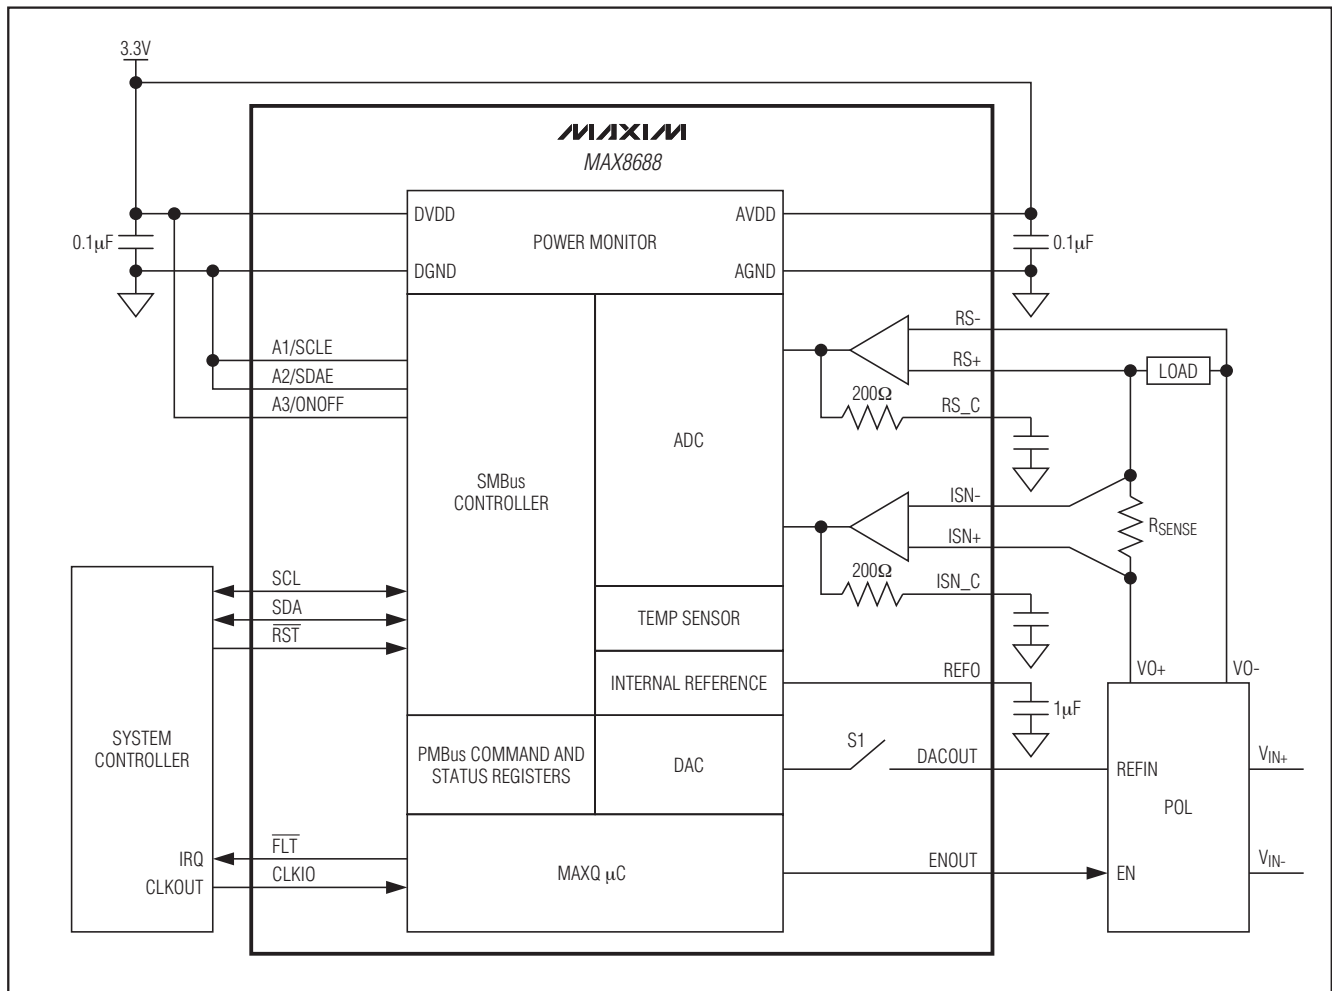 3.3V
MAXIM
MAX8688
DVDD
AVDD
0.1µF
POWER MONITOR
0.1µF
DGND
AGND
RS-
A1/SCLE
RS+
LOAD
A2/SDAE
200Ω
A3/ONOFF
RS_C
ADC
SMBus
CONTROLLER
ISN-
RSENSE
ISN+
200Ω
SCL
ISN_C
SDA
TEMP SENSOR
RST
VO+
VO-
INTERNAL REFERENCE
REFO
1µF
SYSTEM
CONTROLLER
PMBus COMMAND AND
STATUS REGISTERS
DAC
S1
DACOUT
REFIN
VIN+
POL
FLT
IRQ
ENOUT
VIN-
CLKIO
CLKOUT
MAXQ µC
EN